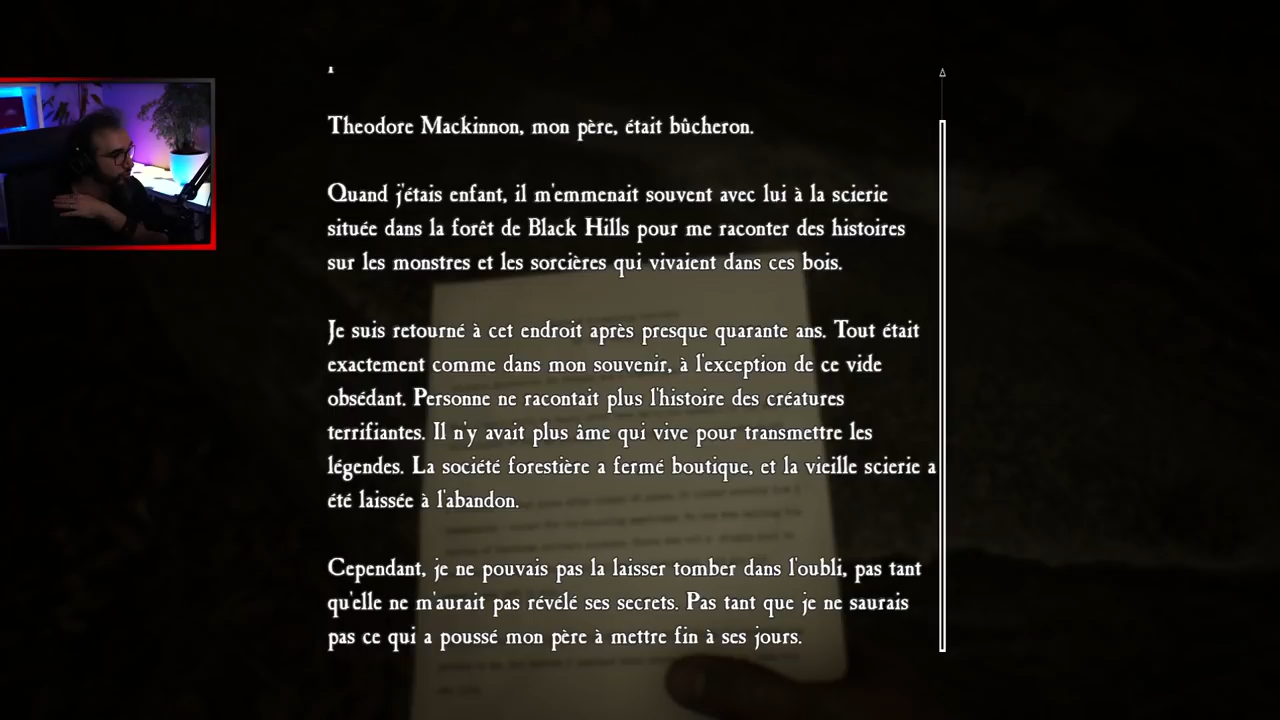 Theodore Mackinnon, mon père, était bûcheron.
Quand j'étais enfant, il m'emmenait souvent avec lui à la scierie
située dans la forêt de Black Hills pour me raconter des histoires
sur les monstres et les sorcières qui vivaient dans ces bois.
Je suis retourné à cet endroit après presque quarante ans. Tout était
exactement comme dans mon souvenir, à l'exception de ce vide
obsédant. Personne ne racontait plus l'histoire des créatures
terrifiantes. Il n'y avait plus âme qui vive pour transmettre les
légendes. La société forestière a fermé boutique, et la vieille scierie a
été laissée à l'abandon.
Cependant, je ne pouvais pas la laisser tomber dans l'oubli, pas tant
qu'elle ne m'aurait pas révélé ses secrets. Pas tant que je ne saurais
pas ce qui a poussé mon père à mettre fin à ses jours.